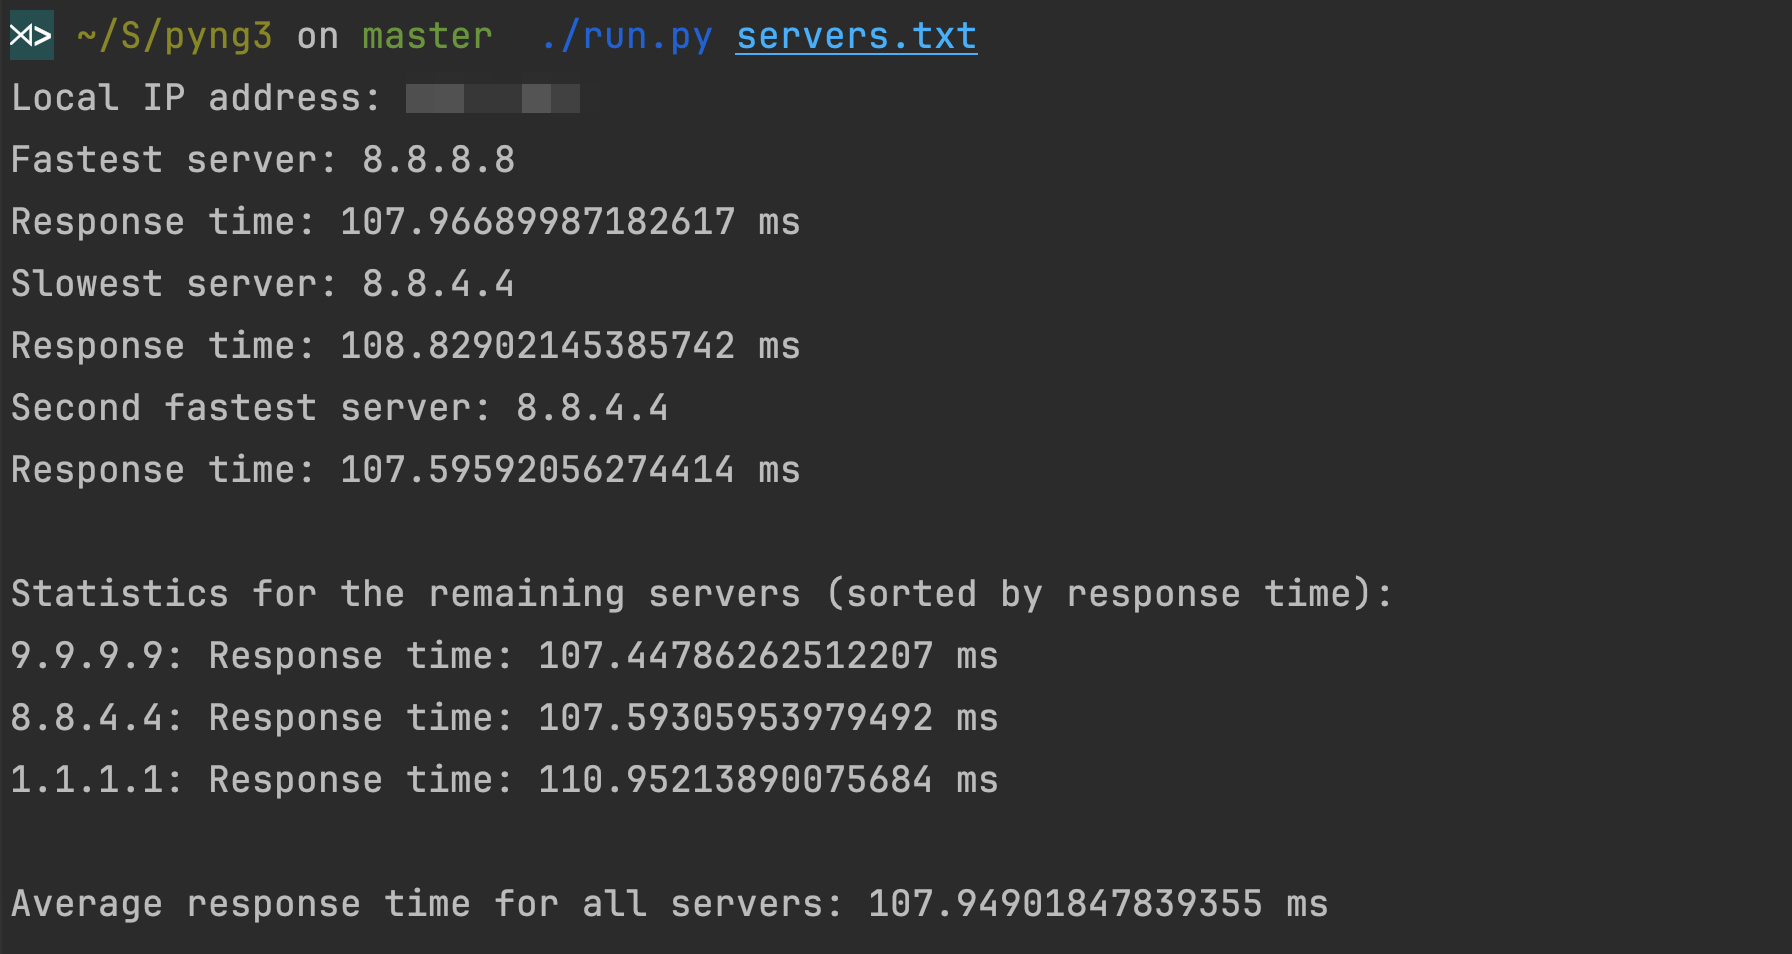 ~/S/pyng3 on master ./run.py servers.txt
Local IP address:
Fastest server: 8.8.8.8
Response time: 107.96689987182617 ms
Slowest server: 8.8.4.4
Response time: 108.82902145385742 ms
Second fastest server: 8.8.4.4
Response time: 107.59592056274414 ms
Statistics for the remaining servers (sorted by response time):
9.9.9.9: Response time: 107.44786262512207 ms
8.8.4.4: Response time: 107.59305953979492 ms
1.1.1.1: Response time: 110.95213890075684 ms
Average response time for all servers: 107.94901847839355 ms